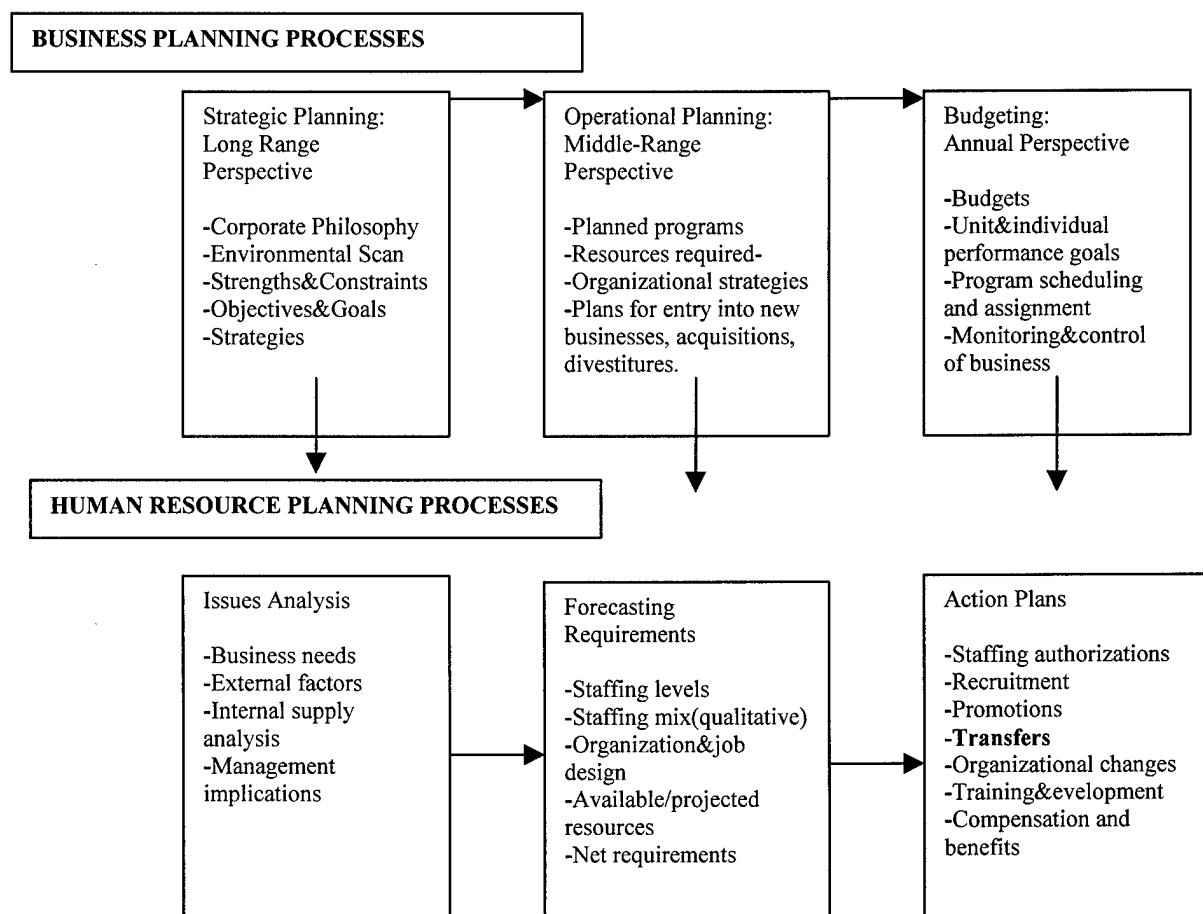 BUSINESS PLANNING PROCESSES
Strategic Planning:
Long Range
Perspective
-Corporate Philosophy
-Environmental Scan
-Strengths&Constraints
-Objectives&Goals
-Strategies
Operational Planning:
Middle-Range
Perspective
-Planned programs
-Resources required-
-Organizational strategies
-Plans for entry into new
businesses, acquisitions,
divestitures.
Budgeting:
Annual Perspective
-Budgets
-Unit&individual
performance goals
-Program scheduling
and assignment
-Monitoring&control
of business
HUMAN RESOURCE PLANNING PROCESSES
Issues Analysis
-Business needs
-External factors
-Internal supply
analysis
-Management
implications
Forecasting
Requirements
-Staffing levels
-Staffing mix(qualitative)
-Organization&job
design
-Available/projected
resources
-Net requirements
Action Plans
-Staffing authorizations
-Recruitment
-Promotions
-Transfers
-Organizational changes
-Training&evelopment
-Compensation and
benefits